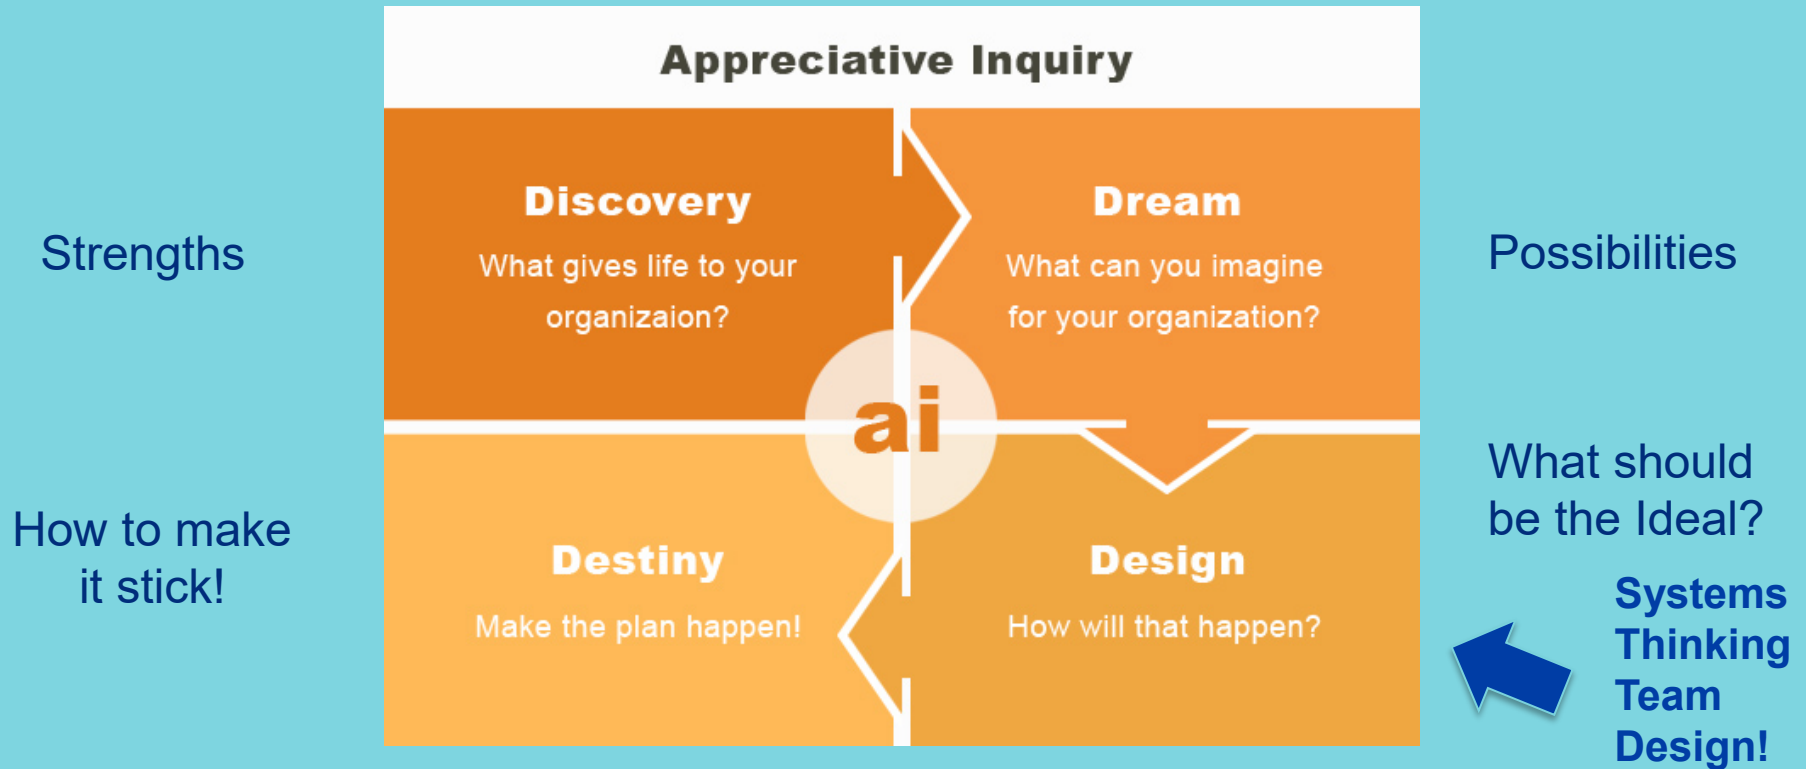 Appreciative Inquiry
Strengths
Discovery
What gives life to your
organizaion?
Dream
What can you imagine
for your organization?
Possibilities
ai
How to make
it stick!
Destiny
Make the plan happen!
Design
How will that happen?
What should
be the Ideal?
Systems
Thinking
Team
Design!